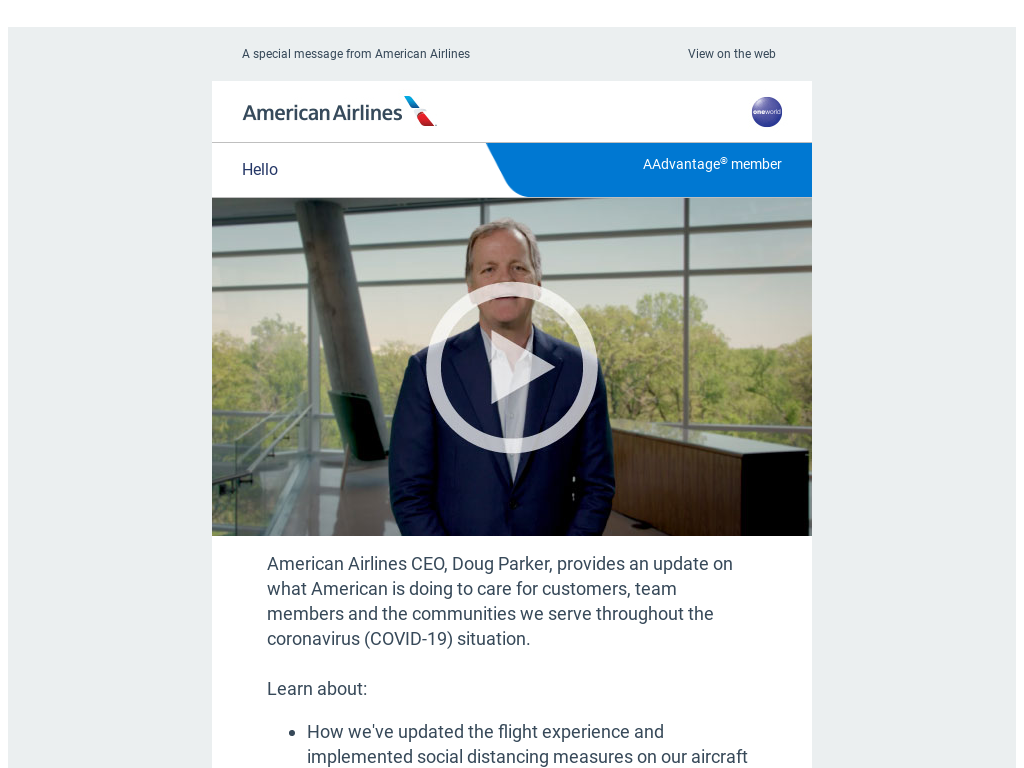 A special message from American Airlines
View on the web
American Airlines
oneworld
Hello
AAdvantage® member
American Airlines CEO, Doug Parker, provides an update on
what American is doing to care for customers, team
members and the communities we serve throughout the
coronavirus (COVID-19) situation.
Learn about:
• How we've updated the flight experience and
implemented social distancing measures on our aircraft